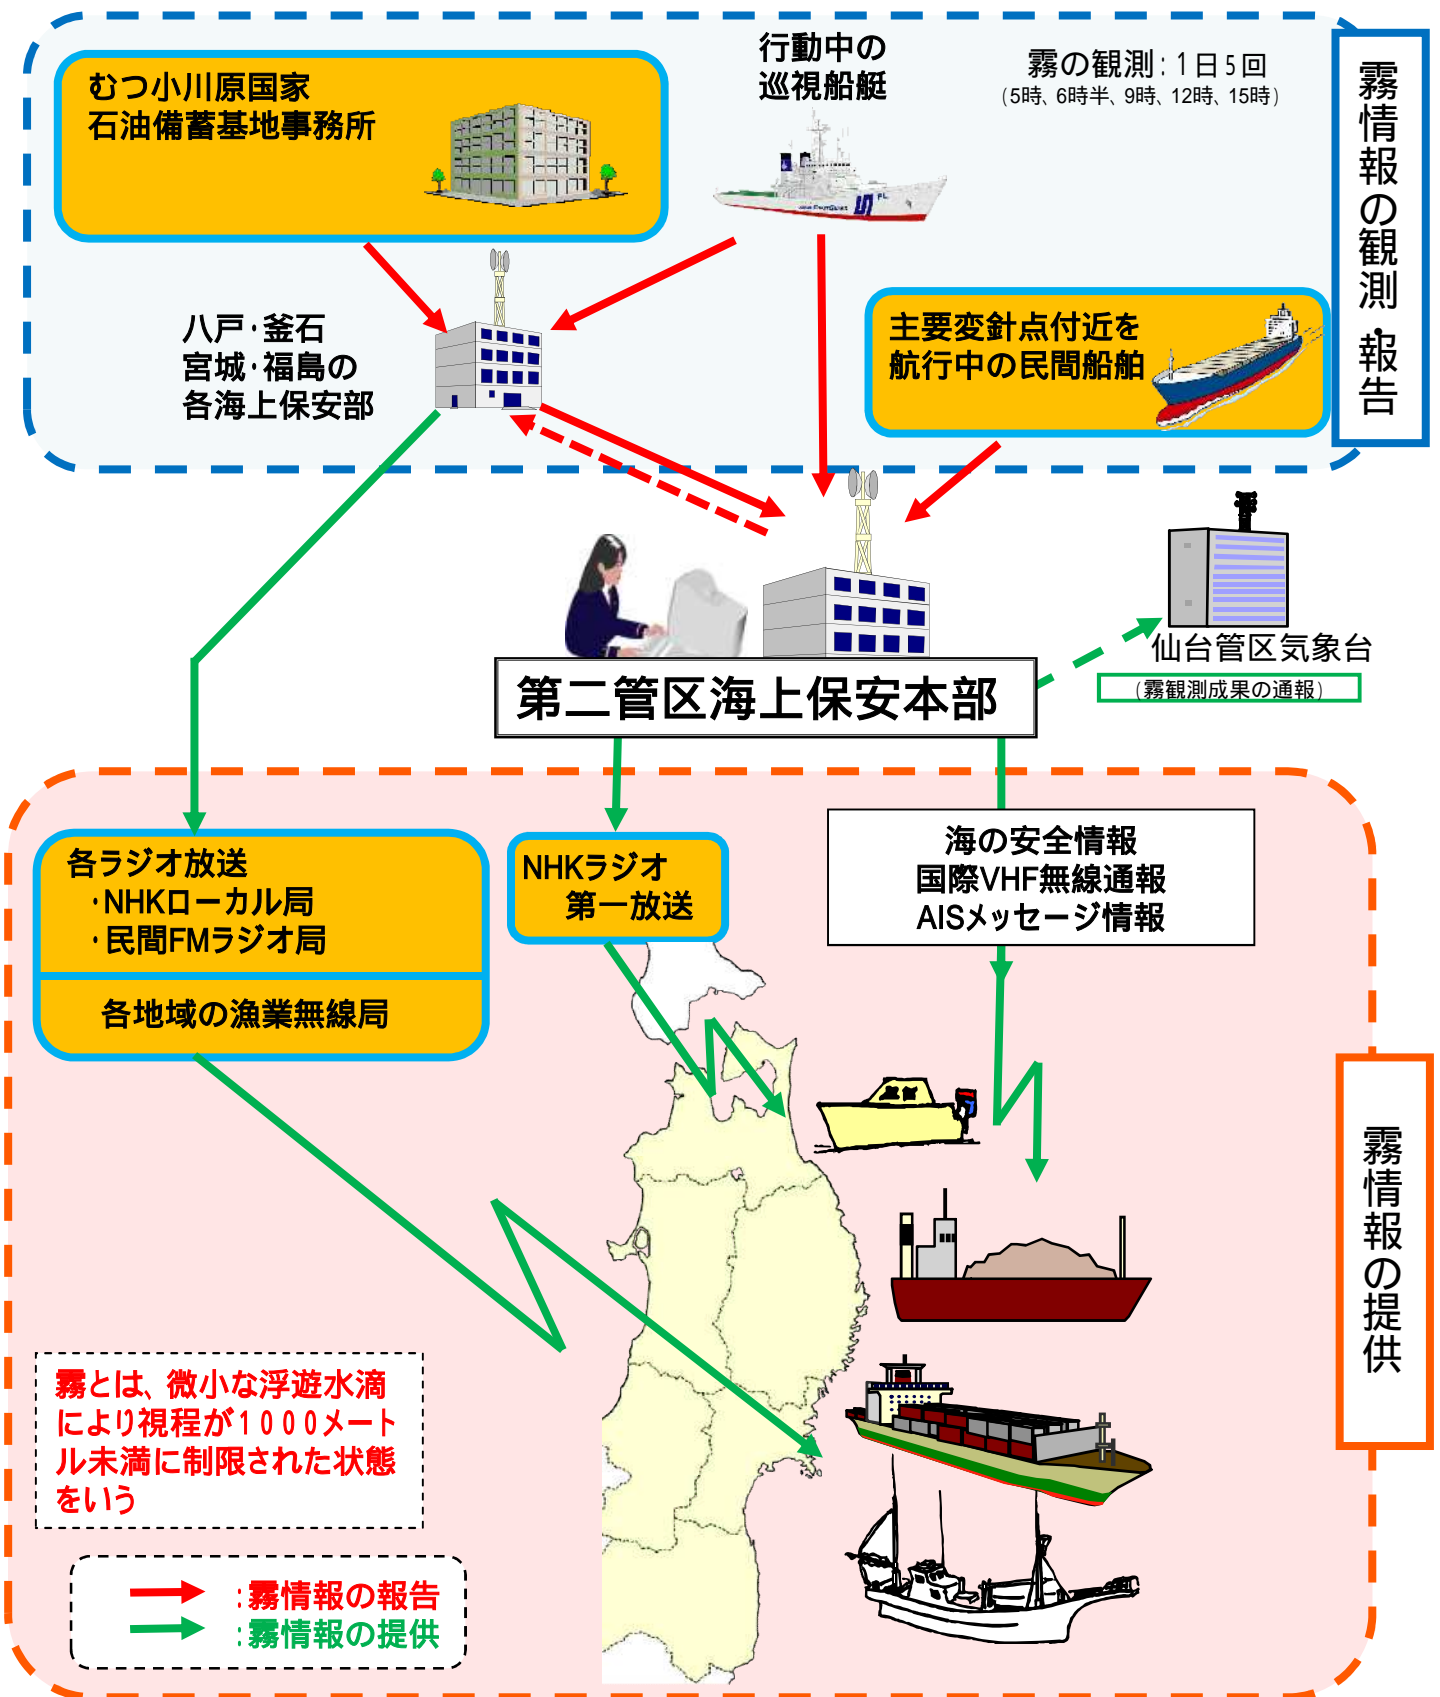 むつ小川原国家
石油備蓄基地事務所
行動中の
巡視船艇
霧の観測：1日5回
（5時、6時半、9時、12時、15時）
霧情報の観測・報告
八戸・釜石
宮城・福島の
各海上保安部
主要変針点付近を
航行中の民間船舶
仙台管区気象台
（霧観測成果の通報）
第二管区海上保安本部
各ラジオ放送
・NHKローカル局
・民間FMラジオ局
各地域の漁業無線局
NHKラジオ
第一放送
海の安全情報
国際VHF無線通報
AISメッセージ情報
霧情報の提供
霧とは、微小な浮遊水滴
により視程が1000メート
ル未満に制限された状態
をいう
：霧情報の報告
：霧情報の提供